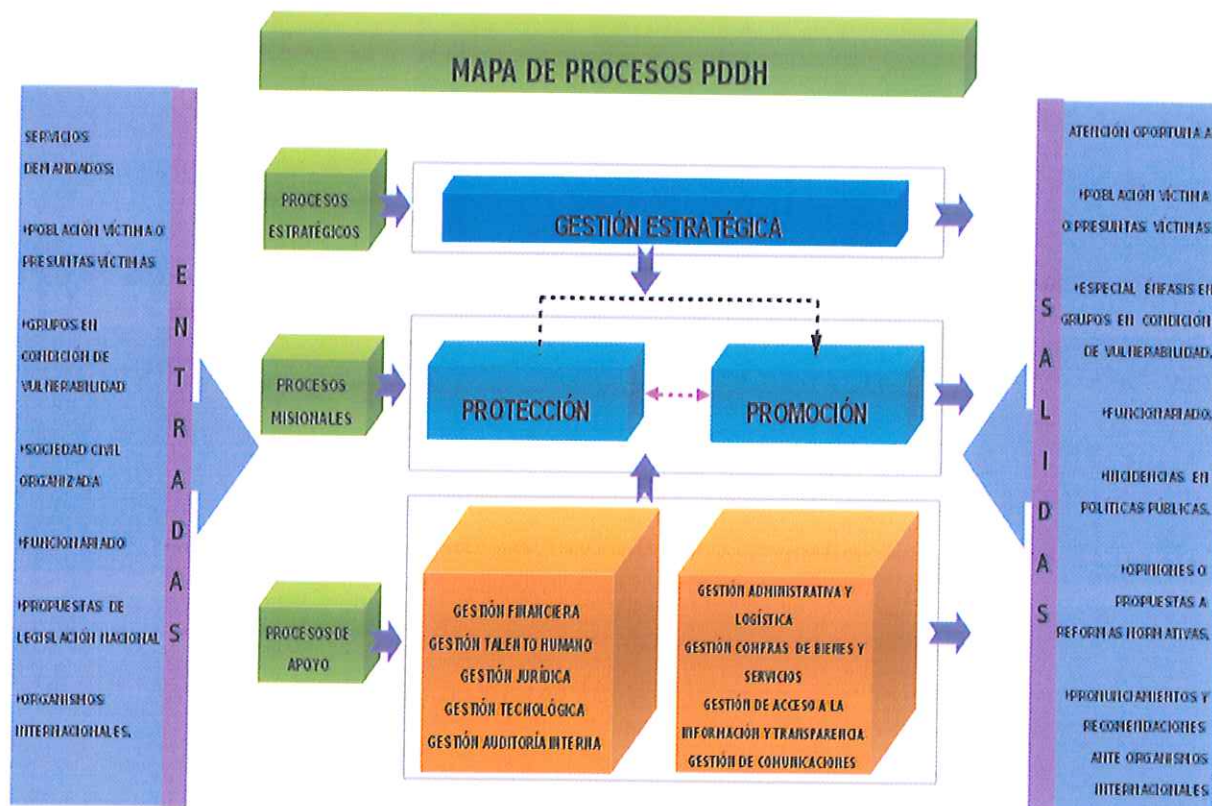 MAPA DE PROCESOS PDDH
SERVICIOS
DEMANDADOS:
•POBLACIÓN VÍCTIMA O
PRESUNTAS VÍCTIMAS
•GRUPOS EN
CONDICIÓN DE
VULNERABILIDAD
•SOCIEDAD CIVIL
ORGANIZADA
•FUNCIONARIADO
•PROPUESTAS DE
LEGISLACIÓN NACIONAL
•ORGANISMOS
INTERNACIONALES.
ENTRADAS
PROCESOS
ESTRATÉGICOS
GESTIÓN ESTRATÉGICA
PROCESOS
MISIONALES
PROTECCIÓN
PROMOCIÓN
PROCESOS DE
APOYO
GESTIÓN FINANCIERA
GESTIÓN TALENTO HUMANO
GESTIÓN JURÍDICA
GESTIÓN TECNOLÓGICA
GESTIÓN AUDITORÍA INTERNA
GESTIÓN ADMINISTRATIVA Y
LOGÍSTICA
GESTIÓN COMPRAS DE BIENES Y
SERVICIOS
GESTIÓN DE ACCESO A LA
INFORMACIÓN Y TRANSPARENCIA
GESTIÓN DE COMUNICACIONES
SALIDAS
ATENCIÓN OPORTUNA A
•POBLACIÓN VÍCTIMA
O PRESUNTAS VÍCTIMAS
•ESPECIAL ÉNFASIS EN
GRUPOS EN CONDICIÓN
DE VULNERABILIDAD.
•FUNCIONARIADO.
•INCIDENCIAS EN
POLÍTICAS PÚBLICAS.
•OPINIONES O
PROPUESTAS A
REFORMAS NORMATIVAS.
•PRONUNCIAMIENTOS Y
RECOMENDACIONES
ANTE ORGANISMOS
INTERNACIONALES